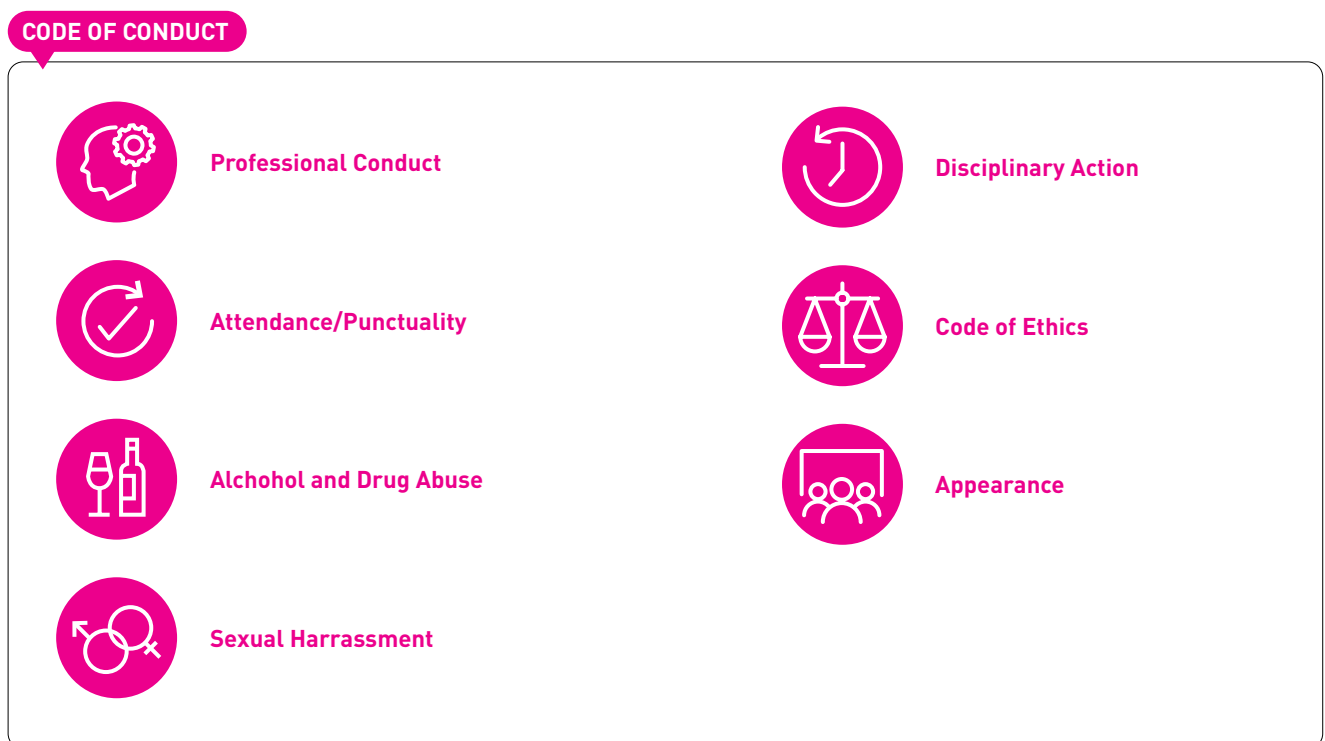 CODE OF CONDUCT
Professional Conduct
Attendance/Punctuality
Alchohol and Drug Abuse
Sexual Harrassment
Disciplinary Action
Code of Ethics
Appearance